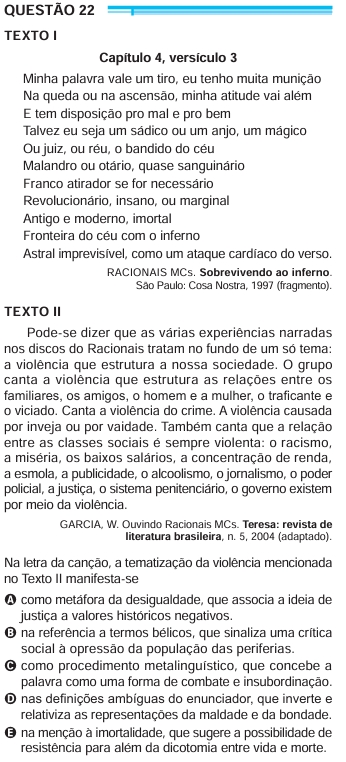 QUESTÃO 22
TEXTO I
Capítulo 4, versículo 3
Minha palavra vale um tiro, eu tenho muita munição
Na queda ou na ascensão, minha atitude vai além
E tem disposição pro mal e pro bem
Talvez eu seja um sádico ou um anjo, um mágico
Ou juiz, ou réu, o bandido do céu
Malandro ou otário, quase sanguinário
Franco atirador se for necessário
Revolucionário, insano, ou marginal
Antigo e moderno, imortal
Fronteira do céu com o inferno
Astral imprevisível, como um ataque cardíaco do verso.
RACIONAIS MCs. Sobrevivendo ao inferno.
São Paulo: Cosa Nostra, 1997 (fragmento).
TEXTO II
Pode-se dizer que as várias experiências narradas
nos discos do Racionais tratam no fundo de um só tema:
a violência que estrutura a nossa sociedade. O grupo
canta a violência que estrutura as relações entre os
familiares, os amigos, o homem e a mulher, o traficante e
o viciado. Canta a violência do crime. A violência causada
por inveja ou por vaidade. Também canta que a relação
entre as classes sociais é sempre violenta: o racismo,
a miséria, os baixos salários, a concentração de renda,
a esmola, a publicidade, o alcoolismo, o jornalismo, o poder
policial, a justiça, o sistema penitenciário, o governo existem
por meio da violência.
GARCIA, W. Ouvindo Racionais MCs. Teresa: revista de
literatura brasileira, n. 5, 2004 (adaptado).
Na letra da canção, a tematização da violência mencionada
no Texto II manifesta-se
A como metáfora da desigualdade, que associa a ideia de
justiça a valores históricos negativos.
B na referência a termos bélicos, que sinaliza uma crítica
social à opressão da população das periferias.
C como procedimento metalinguístico, que concebe a
palavra como uma forma de combate e insubordinação.
D nas definições ambíguas do enunciador, que inverte e
relativiza as representações da maldade e da bondade.
E na menção à imortalidade, que sugere a possibilidade de
resistência para além da dicotomia entre vida e morte.